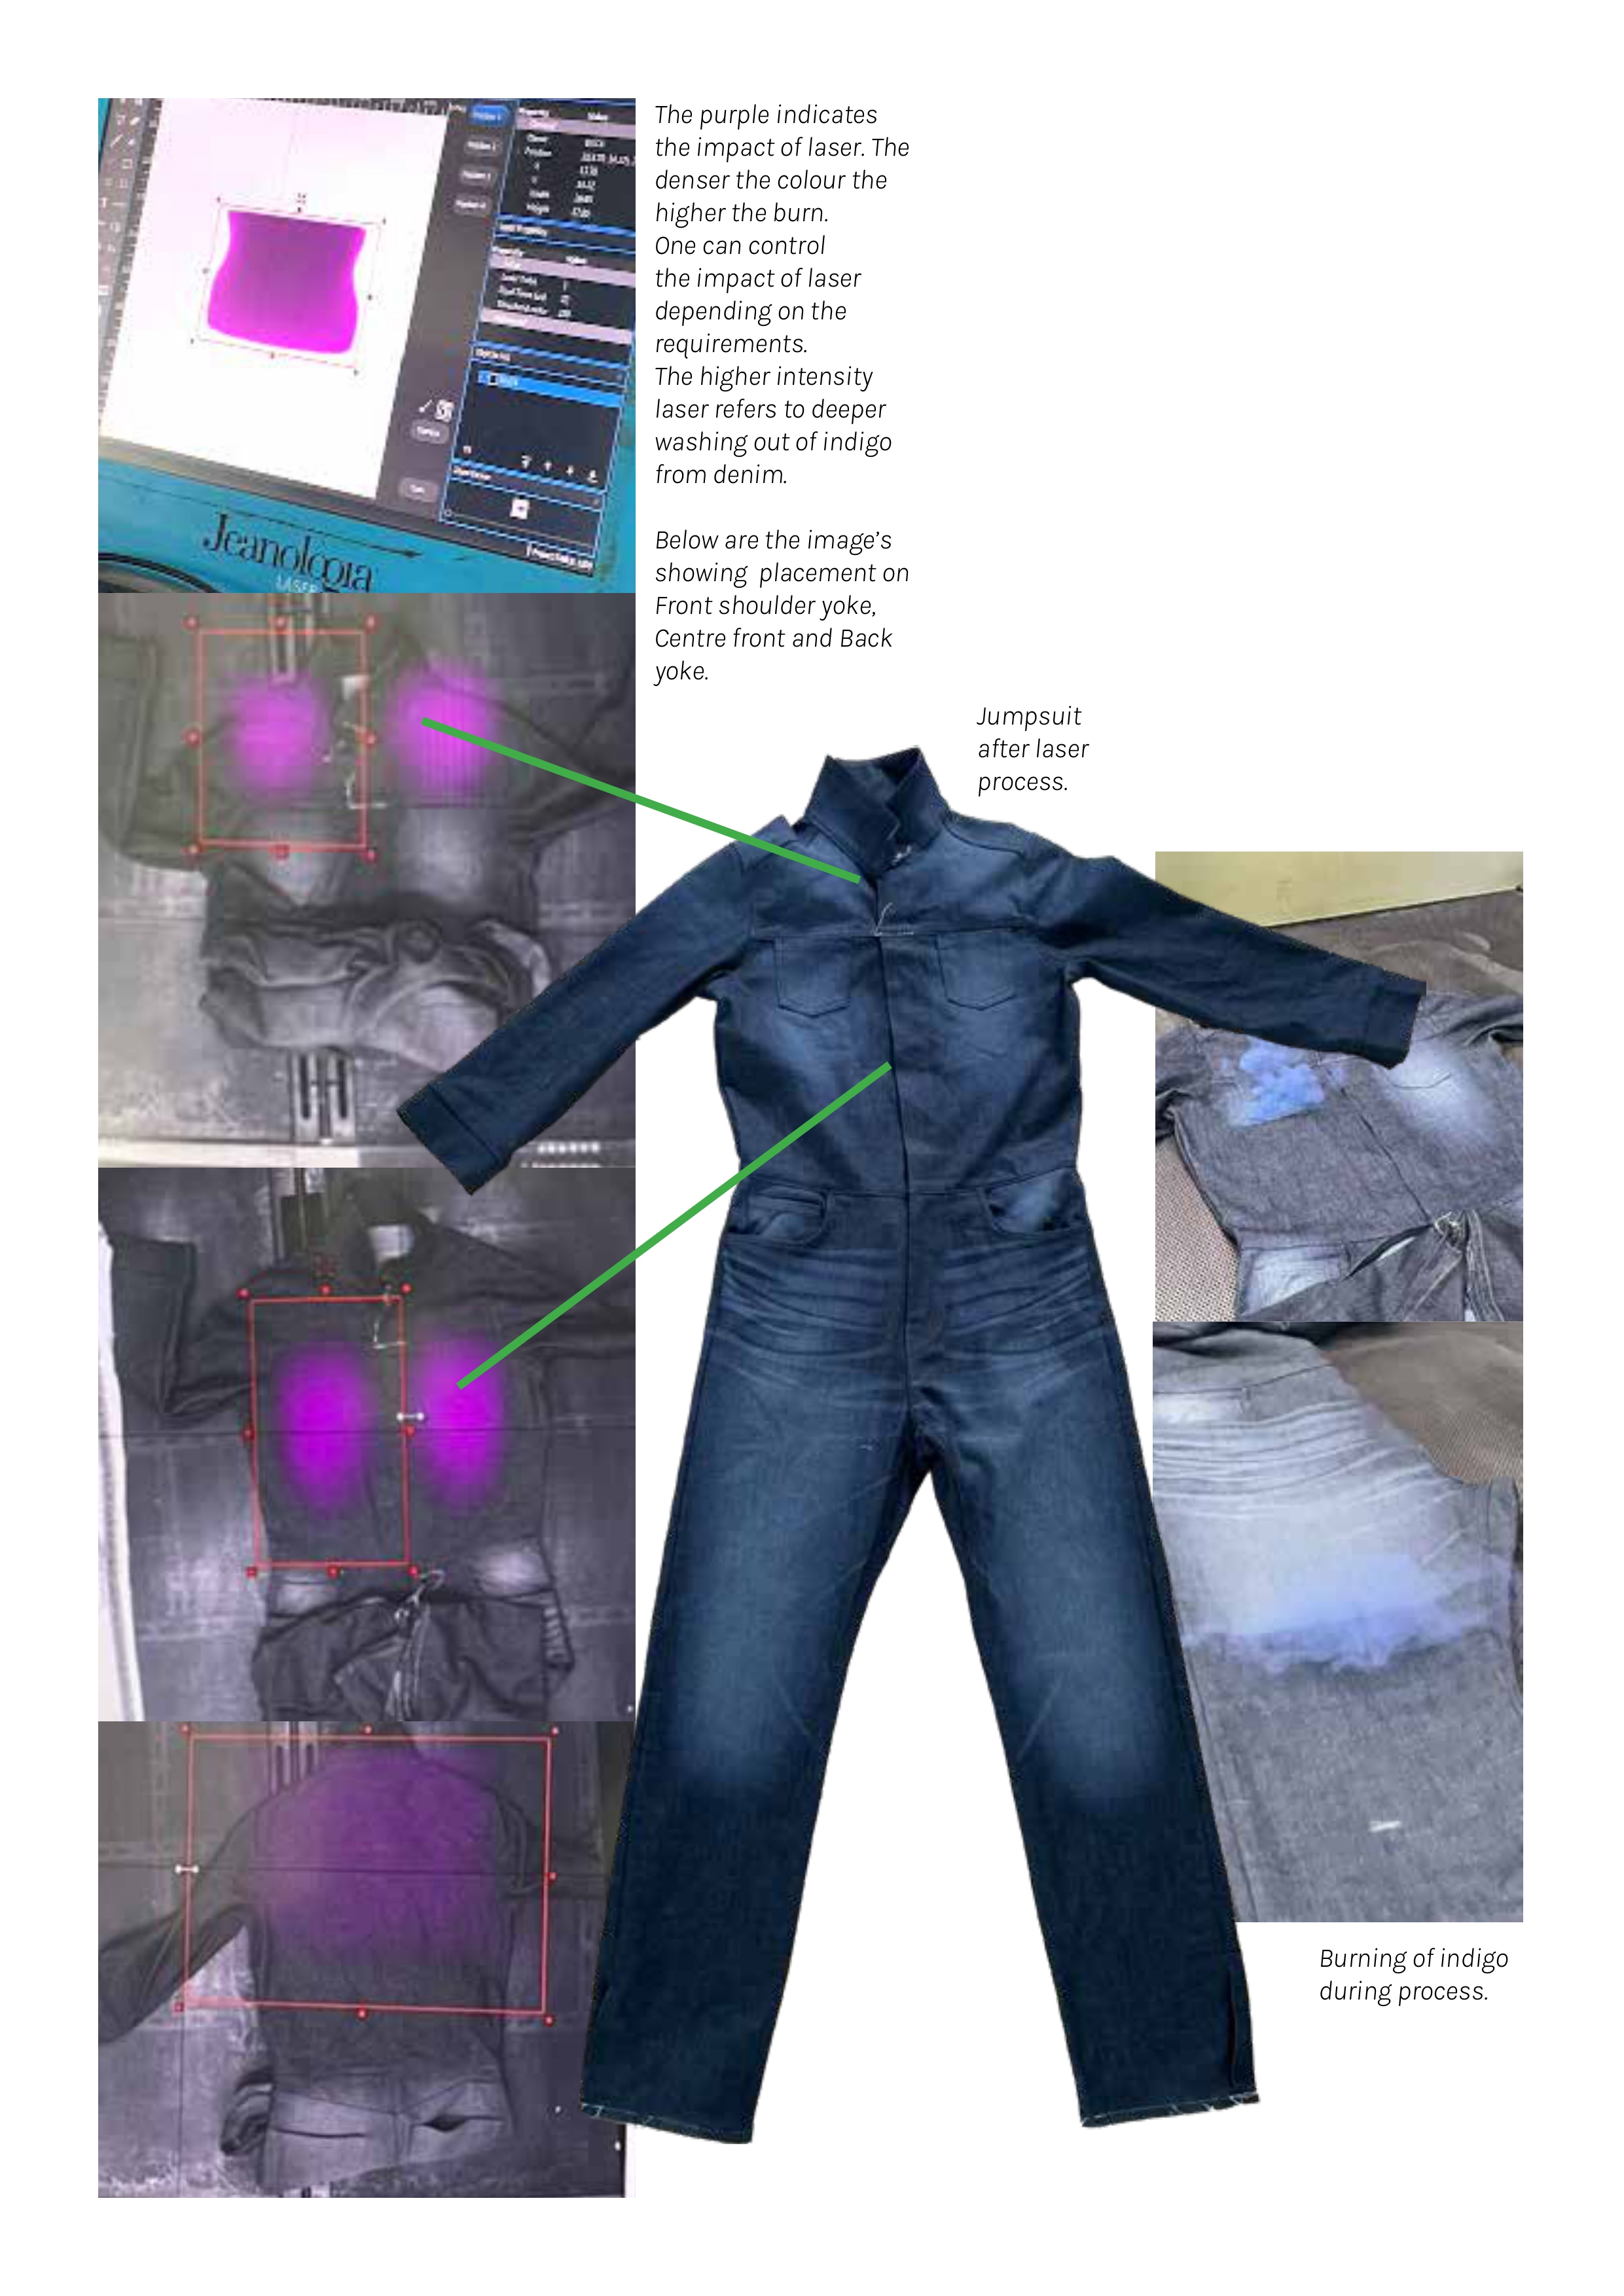 The purple indicates
the impact of laser. The
denser the colour the
higher the burn.
One can control
the impact of laser
depending on the
requirements.
The higher intensity
laser refers to deeper
washing out of indigo
from denim.
Below are the image's
showing  placement on
Front shoulder yoke,
Centre front and Back
yoke.
Jeanologia
LASER
Jumpsuit
after laser
process.
Burning of indigo
during process.